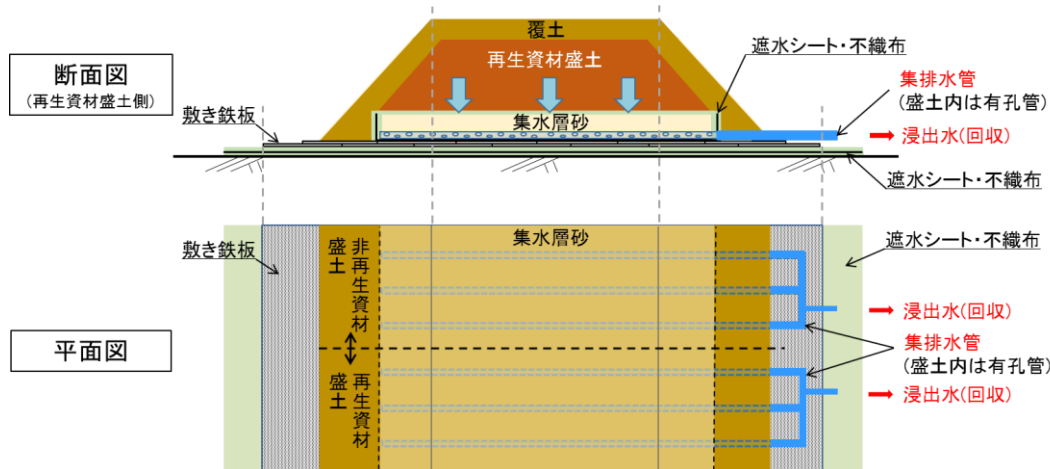 断面図
(再生資材盛土側)
覆土
再生資材盛土
遮水シート・不織布
集排水管
(盛土内は有孔管)
敷き鉄板
集水層砂
浸出水(回収)
遮水シート・不織布
敷き鉄板
非再生資材
盛土
集水層砂
遮水シート・不織布
浸出水(回収)
平面図
集排水管
(盛土内は有孔管)
再生資材
盛土
浸出水(回収)